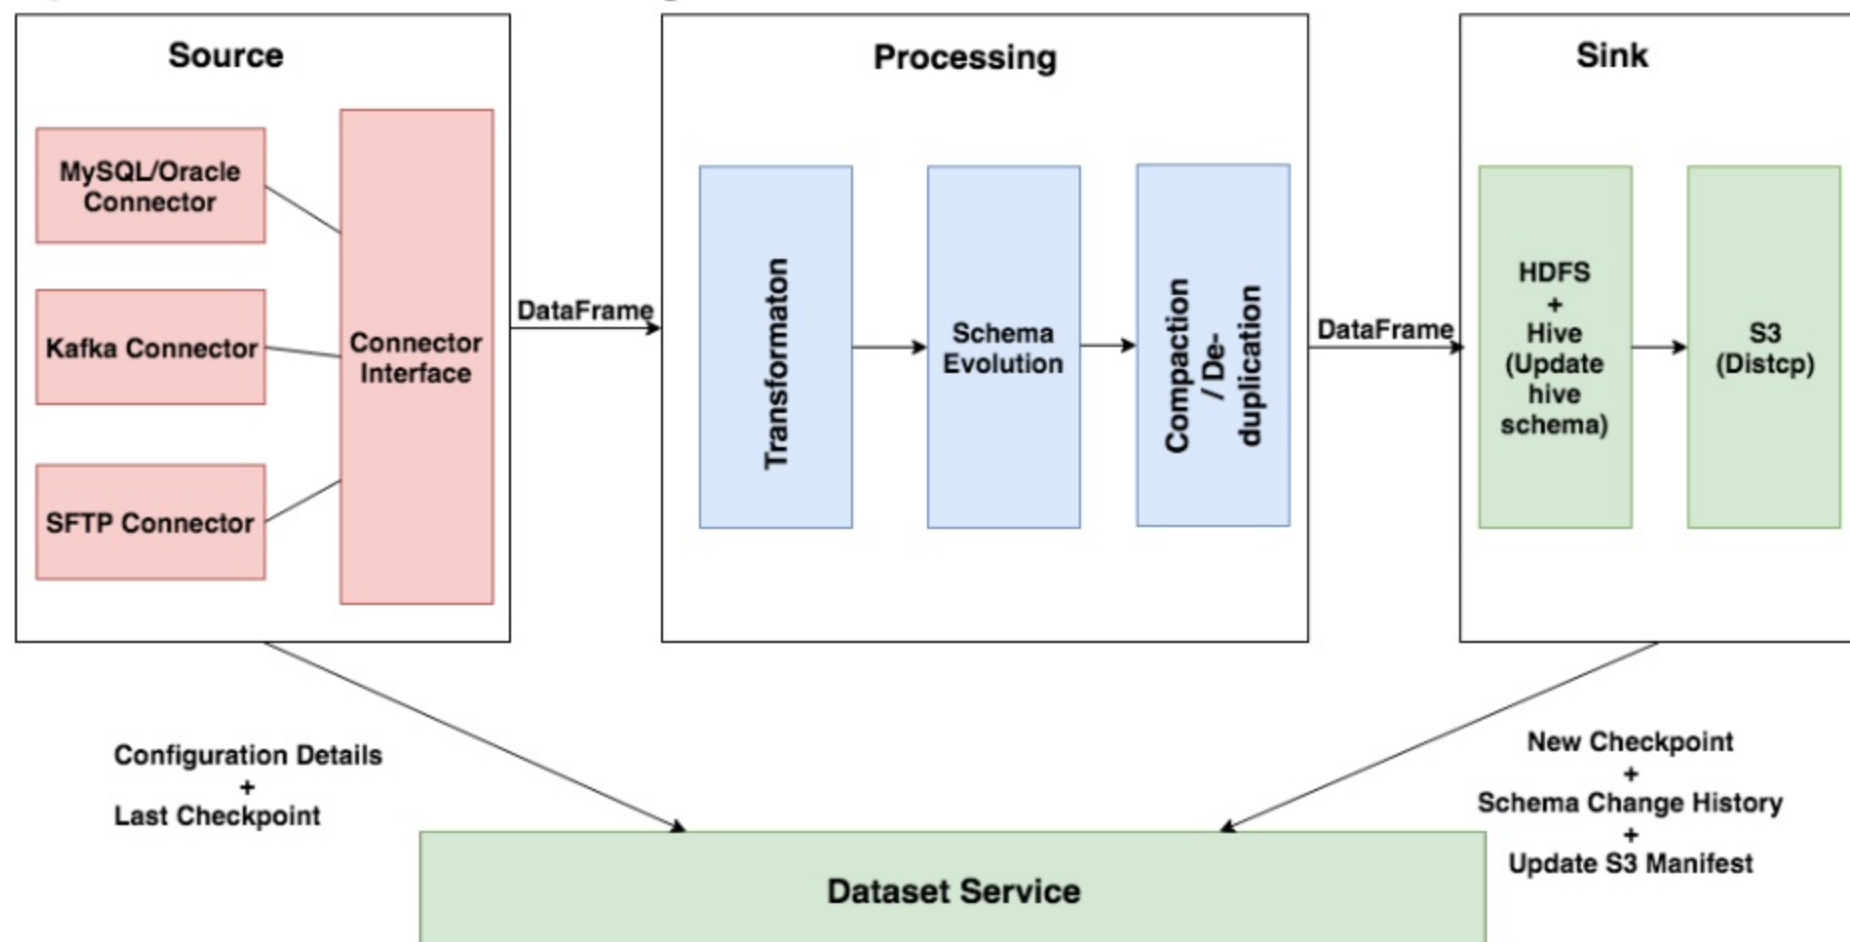 Source
MySQL/Oracle
Connector
Kafka Connector
SFTP Connector
Connector
Interface
DataFrame
Processing
Transformaton
Schema
Evolution
Compaction
/ De-
duplication
DataFrame
Sink
HDFS
+
Hive
(Update
hive
schema)
S3
(Distcp)
Configuration Details
+
Last Checkpoint
New Checkpoint
+
Schema Change History
+
Update S3 Manifest
Dataset Service